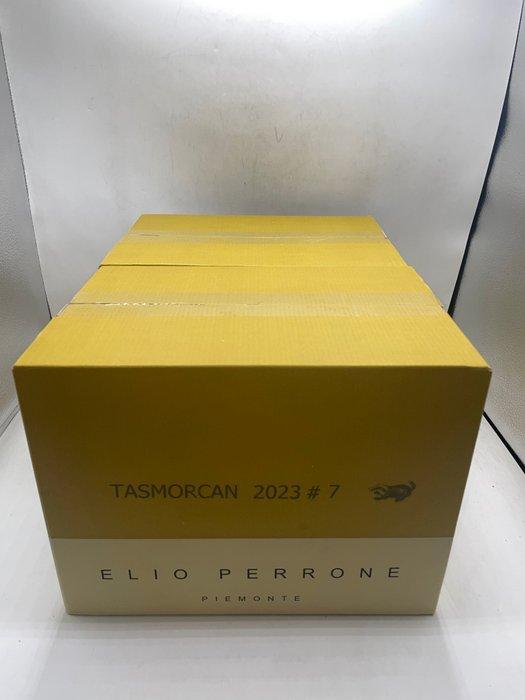 TASMORCAN 2023 # 7
ELIO PERRONE
PIEMONTE